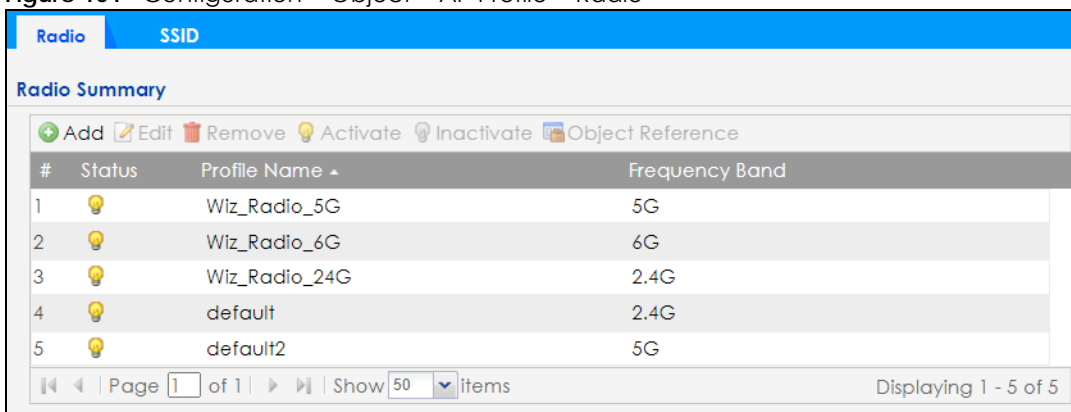 Radio SSID
Radio Summary
Add Edit Remove Activate Inactivate Object Reference
# Status Profile Name Frequency Band
1 Wiz_Radio_5G 5G
2 Wiz_Radio_6G 6G
3 Wiz_Radio_24G 2.4G
4 default 2.4G
5 default2 5G
Page 1 of 1 Show 50 items Displaying 1 - 5 of 5